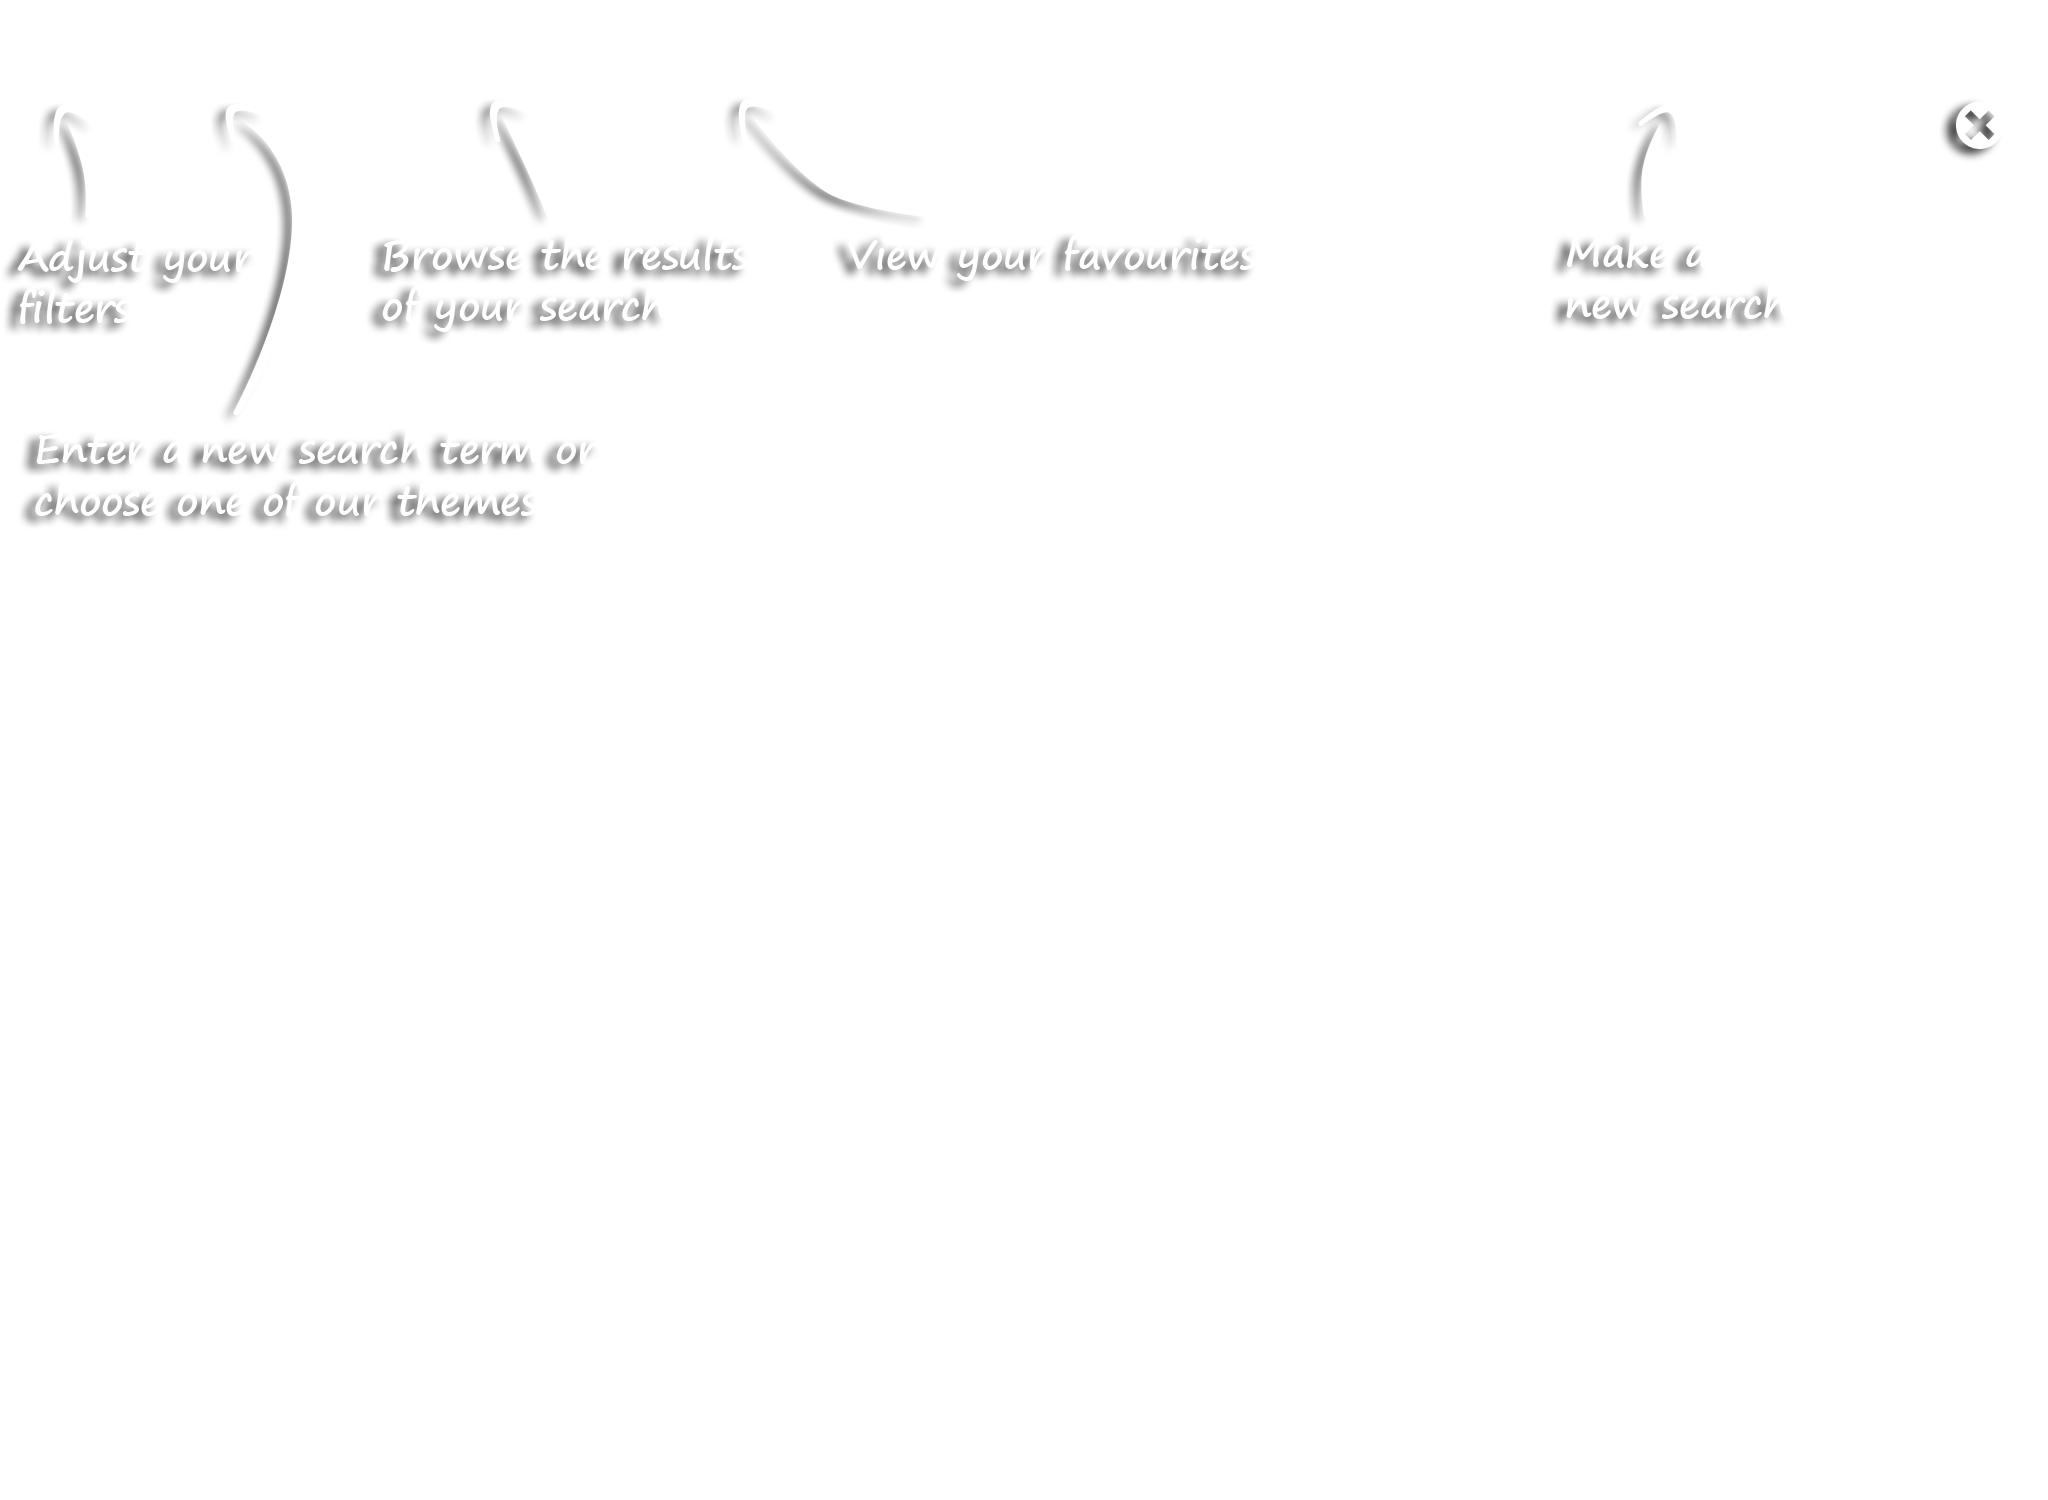 Adjust your
filters
Browse the results
of your search
View your favourites
Make a
new search
Enter a new search term or
choose one of our themes